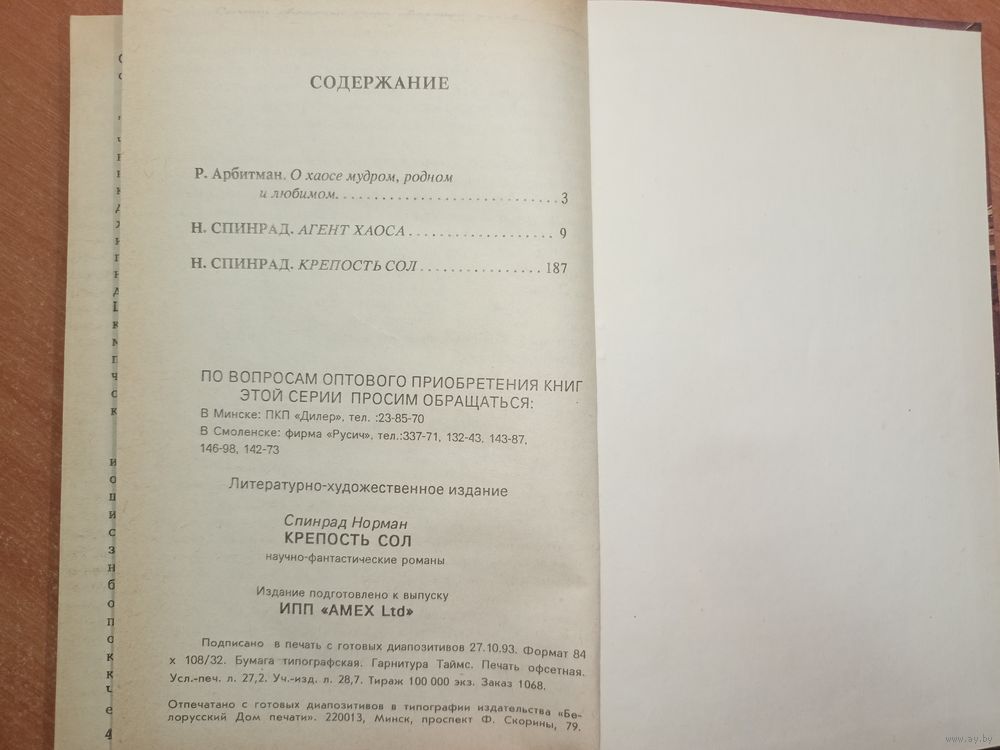 СОДЕРЖАНИЕ
Р. Арбитман. О хаосе мудром, родном
и любимом. . . . . . . . . . . . . . . . . . . . . . . . . . . . 3
Н. СПИНРАД. АГЕНТ ХАОСА . . . . . . . . . . . . . . . . . . . 9
Н. СПИНРАД. КРЕПОСТЬ СОЛ . . . . . . . . . . . . . . . . 187
ПО ВОПРОСАМ ОПТОВОГО ПРИОБРЕТЕНИЯ КНИГ
ЭТОЙ СЕРИИ ПРОСИМ ОБРАЩАТЬСЯ:
В Минске: ПКП «Дилер», тел. :23-85-70
В Смоленске: фирма «Русич», тел.:337-71, 132-43, 143-87,
146-98, 142-73
Литературно-художественное издание
Спинрад Норман
КРЕПОСТЬ СОЛ
научно-фантастические романы
Издание подготовлено к выпуску
ИПП «AMEX Ltd»
Подписано в печать с готовых диапозитивов 27.10.93. Формат 84
х 108/32. Бумага типографская. Гарнитура Таймс. Печать офсетная.
Усл.-печ. л. 27,2. Уч.-изд. л. 28,7. Тираж 100 000 экз. Заказ 1068.
Отпечатано с готовых диапозитивов в типографии издательства «Бе-
лорусский Дом печати». 220013, Минск, проспект Ф. Скорины, 79.
4
www.ay.by